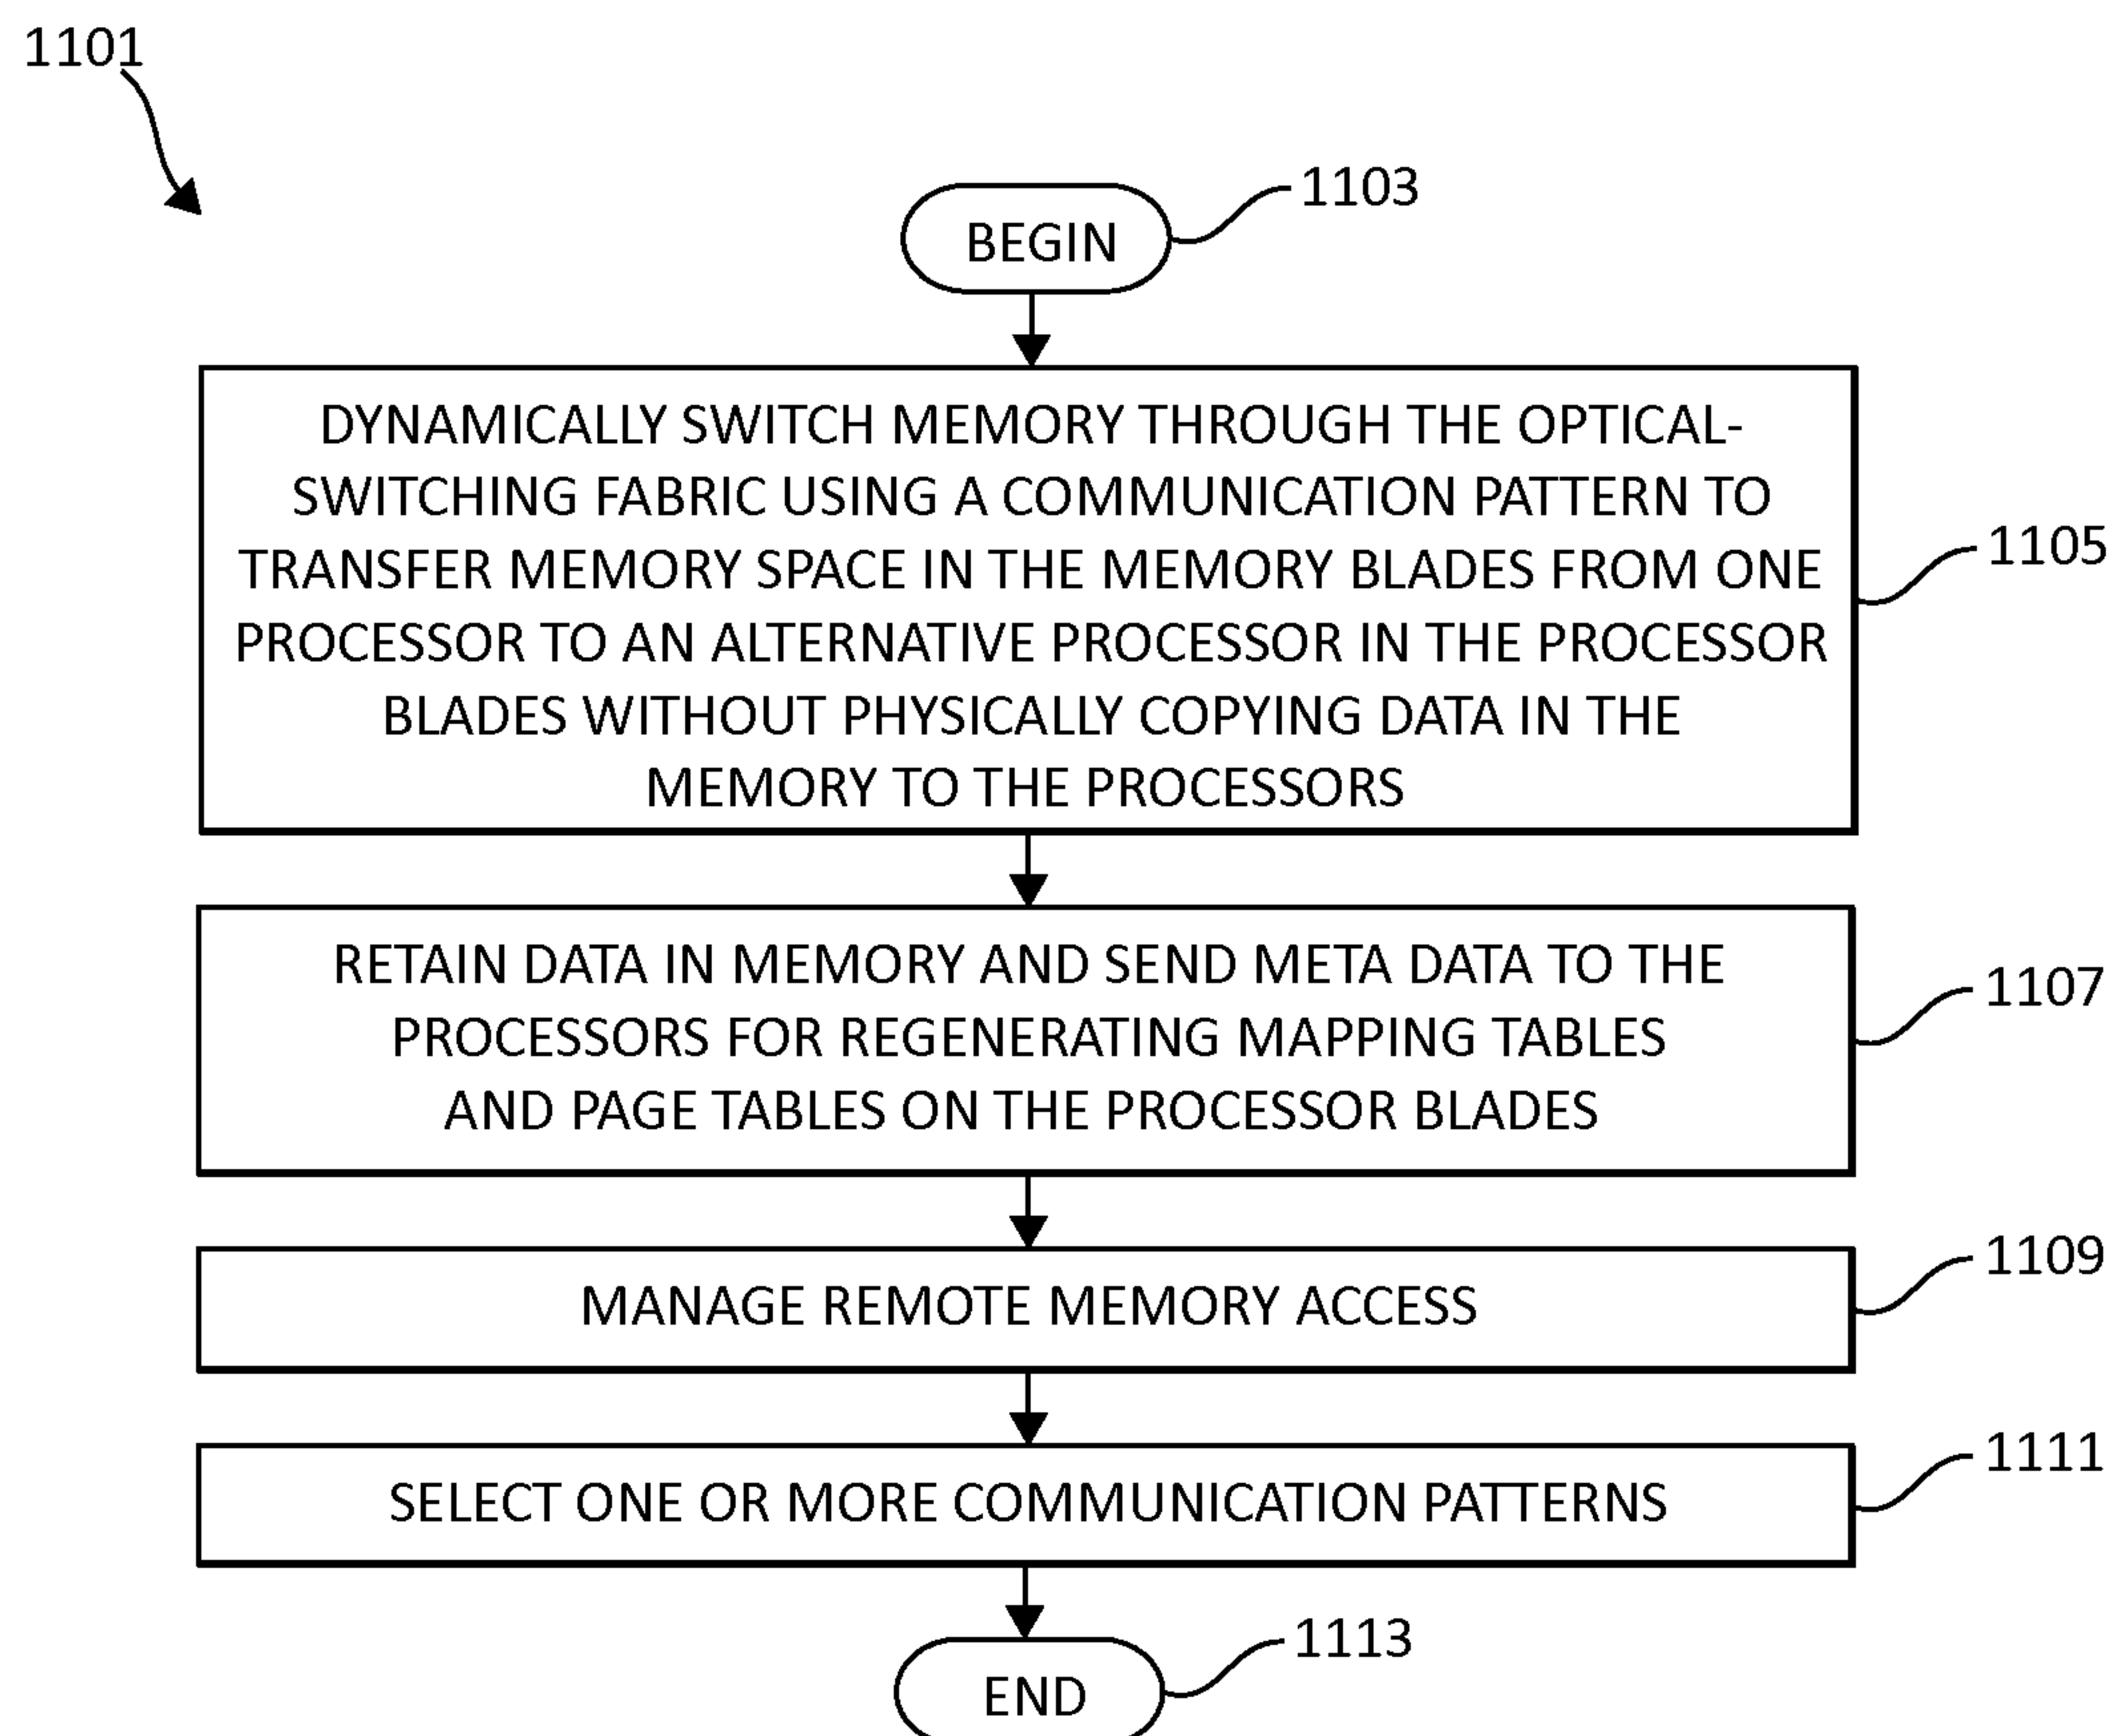 1101
BEGIN
1103
DYNAMICALLY SWITCH MEMORY THROUGH THE OPTICAL-
SWITCHING FABRIC USING A COMMUNICATION PATTERN TO
TRANSFER MEMORY SPACE IN THE MEMORY BLADES FROM ONE
PROCESSOR TO AN ALTERNATIVE PROCESSOR IN THE PROCESSOR
BLADES WITHOUT PHYSICALLY COPYING DATA IN THE
MEMORY TO THE PROCESSORS
1105
RETAIN DATA IN MEMORY AND SEND META DATA TO THE
PROCESSORS FOR REGENERATING MAPPING TABLES
AND PAGE TABLES ON THE PROCESSOR BLADES
1107
MANAGE REMOTE MEMORY ACCESS
1109
SELECT ONE OR MORE COMMUNICATION PATTERNS
1111
END
1113